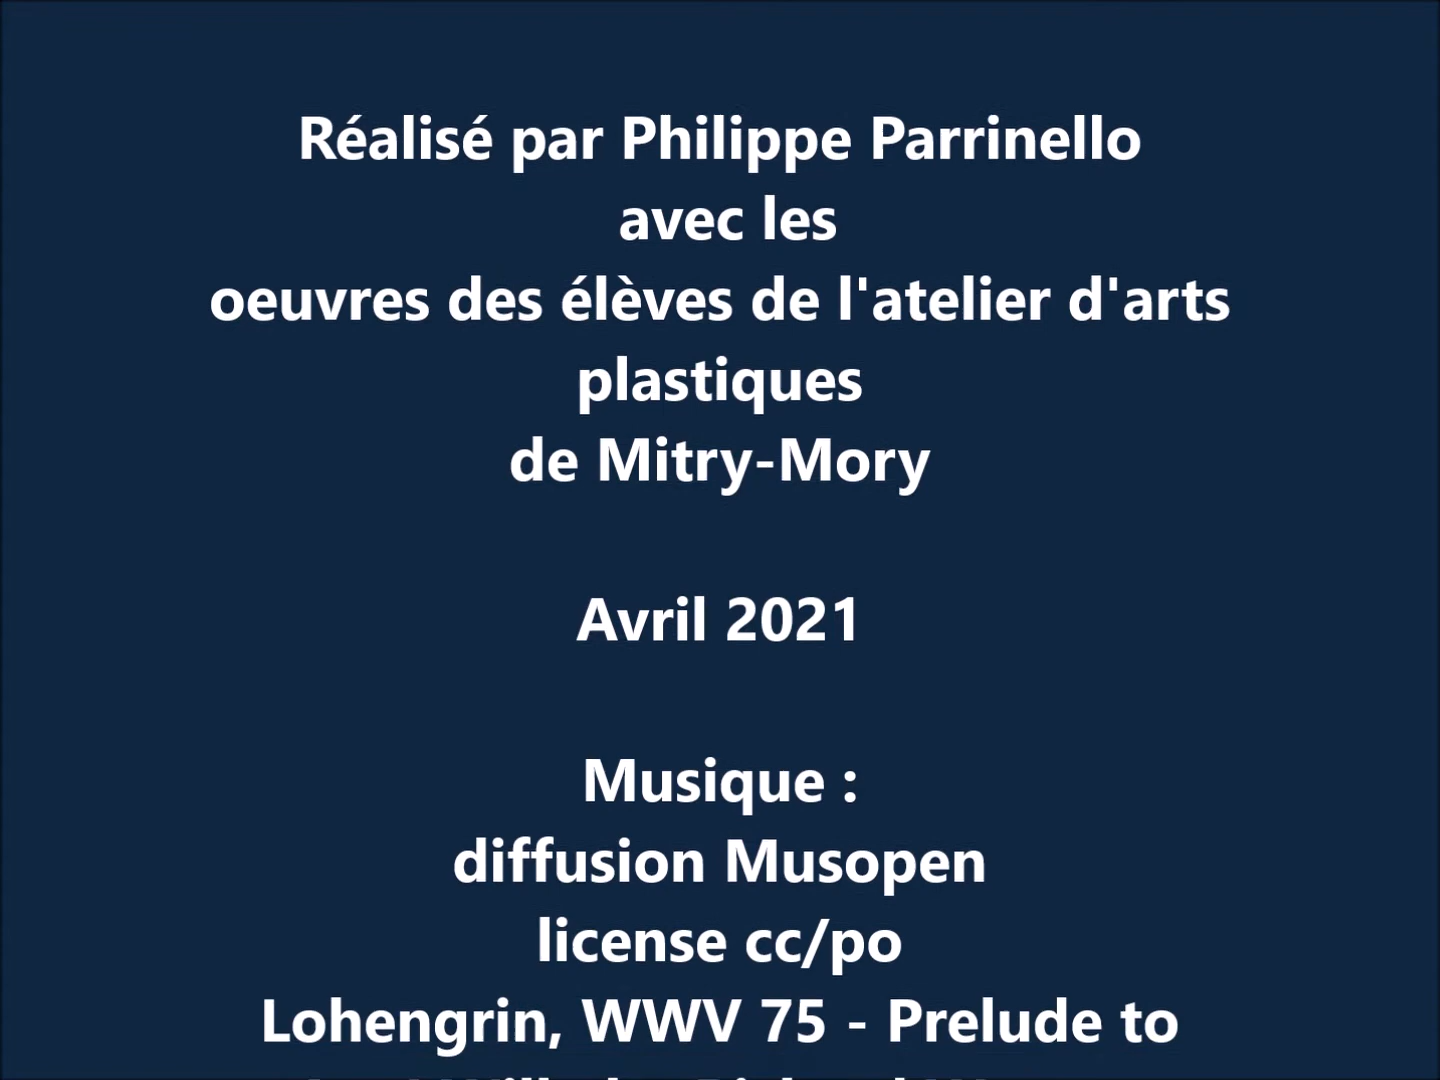 Réalisé par Philippe Parrinello
avec les
oeuvres des élèves de l'atelier d'arts
plastiques
de Mitry-Mory
Avril 2021
Musique :
diffusion Musopen
license cc/po
Lohengrin, WWV 75 - Prelude to